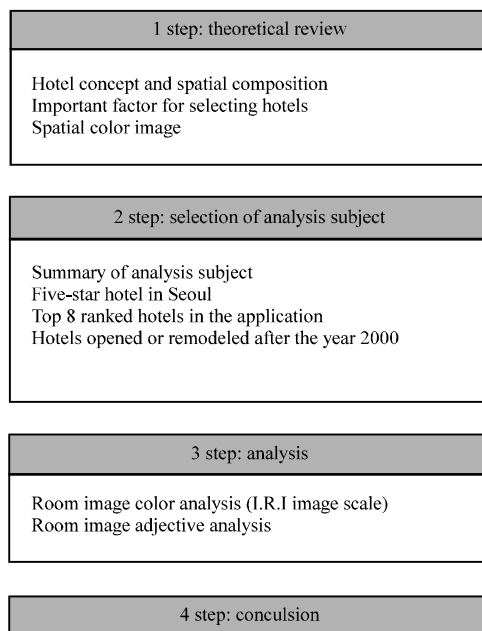 1 step: theoretical review
Hotel concept and spatial composition
Important factor for selecting hotels
Spatial color image
2 step: selection of analysis subject
Summary of analysis subject
Five-star hotel in Seoul
Top 8 ranked hotels in the application
Hotels opened or remodeled after the year 2000
3 step: analysis
Room image color analysis (I.R.I image scale)
Room image adjective analysis
4 step: conculsion